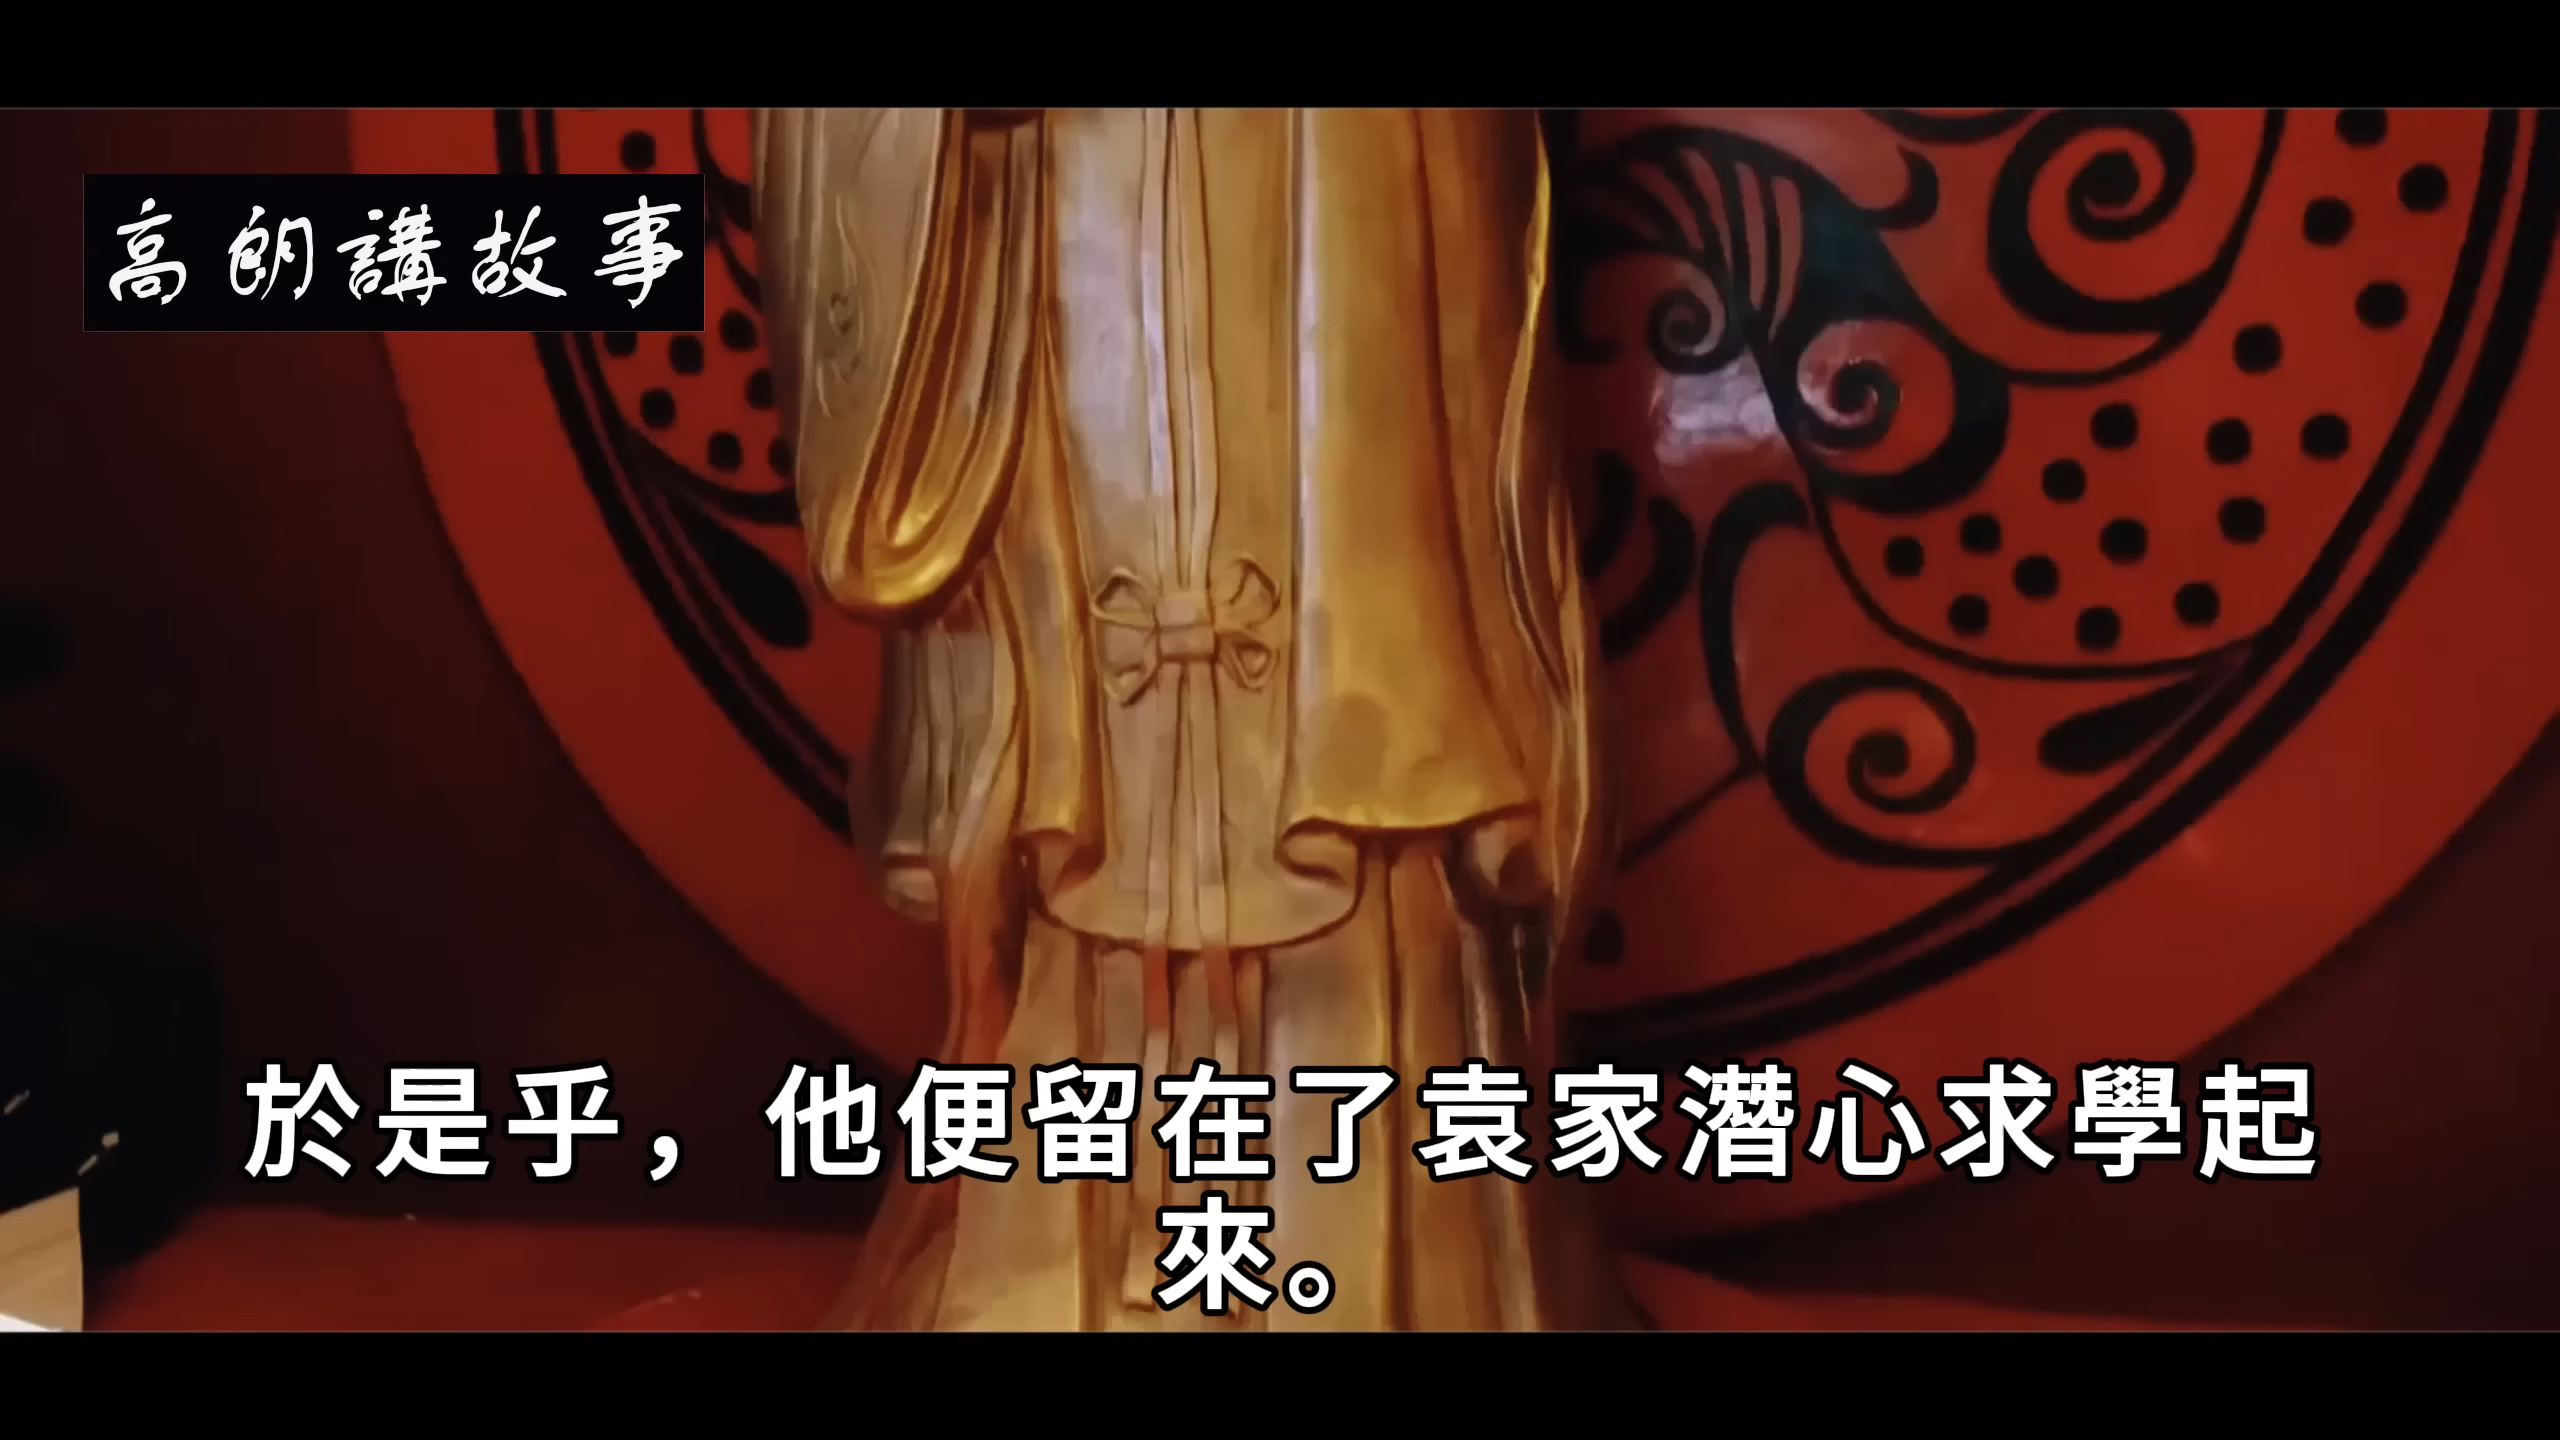 高朗講故事
於是乎，他便留在了袁家潛心求學起
來。